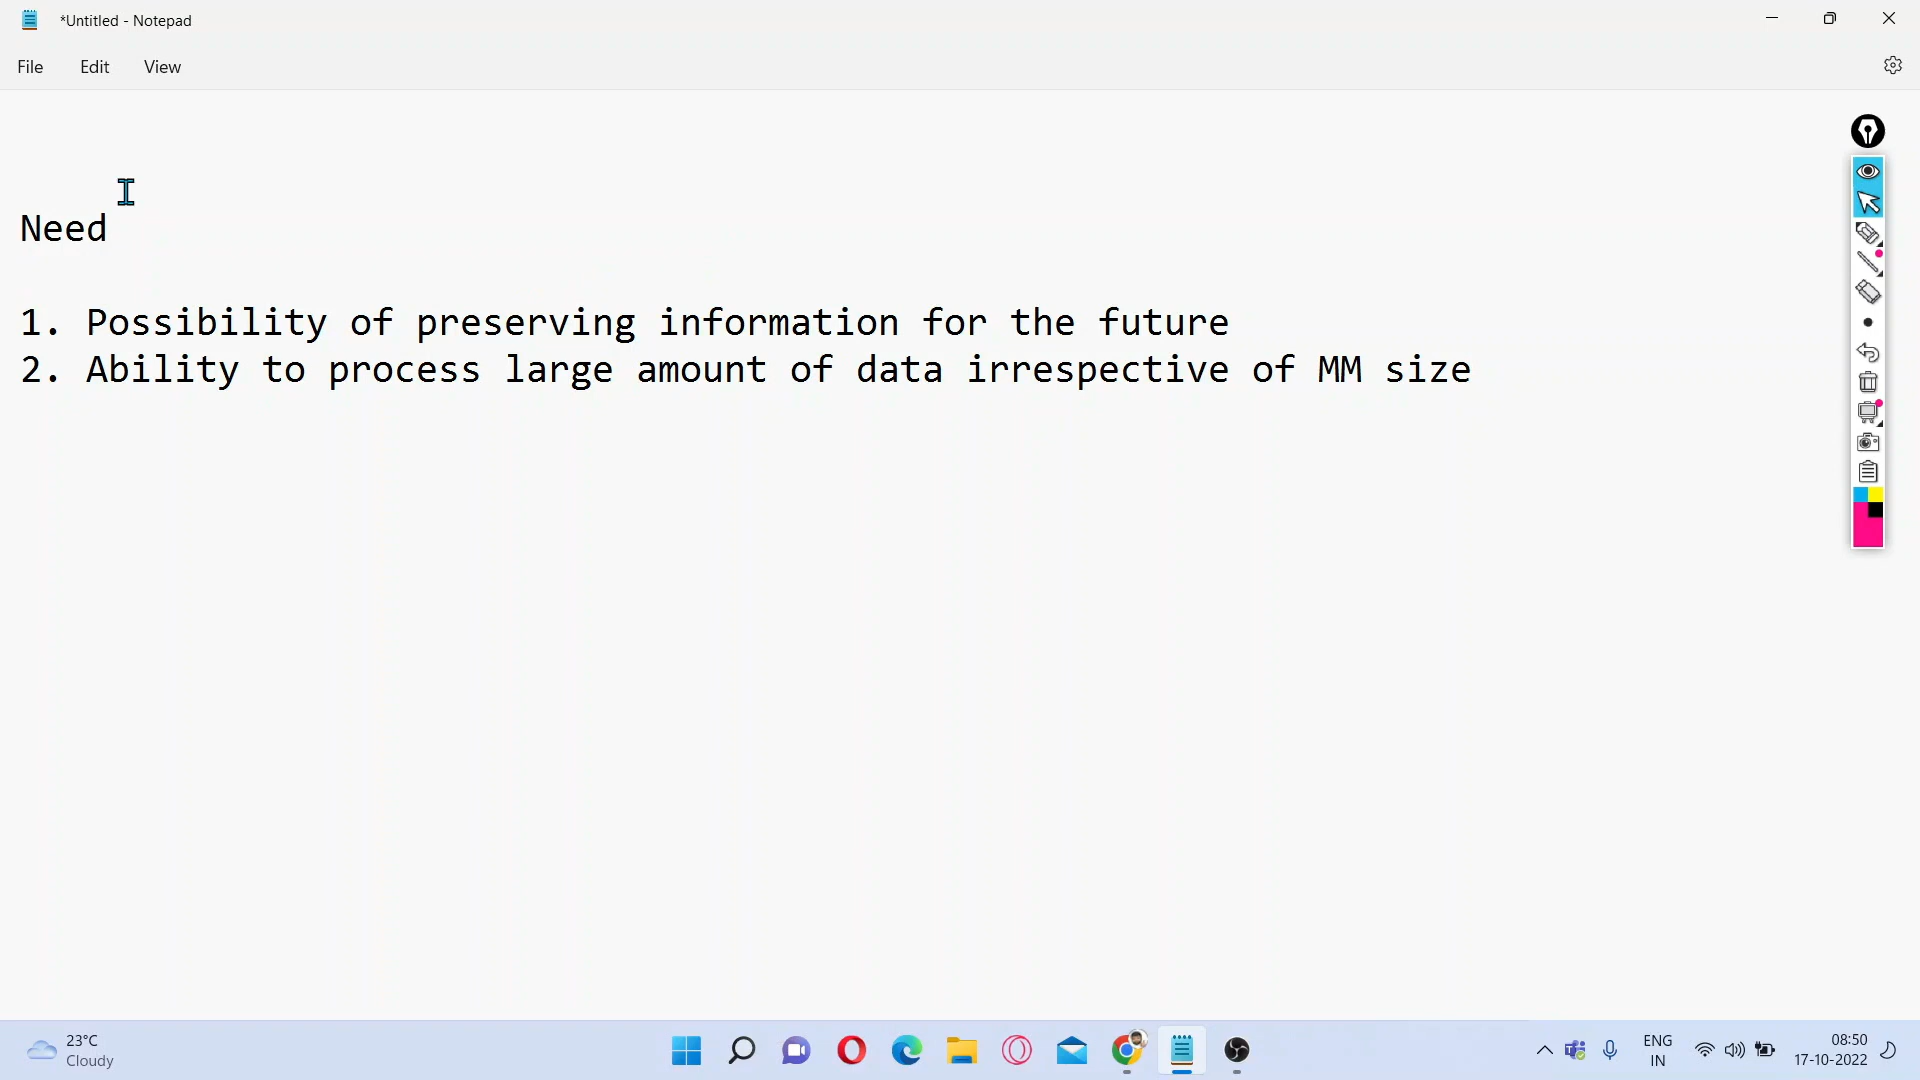 *Untitled - Notepad
File Edit View
Need
1. Possibility of preserving information for the future
2. Ability to process large amount of data irrespective of MM size
23°C
Cloudy
ENG
IN
08:50
17-10-2022